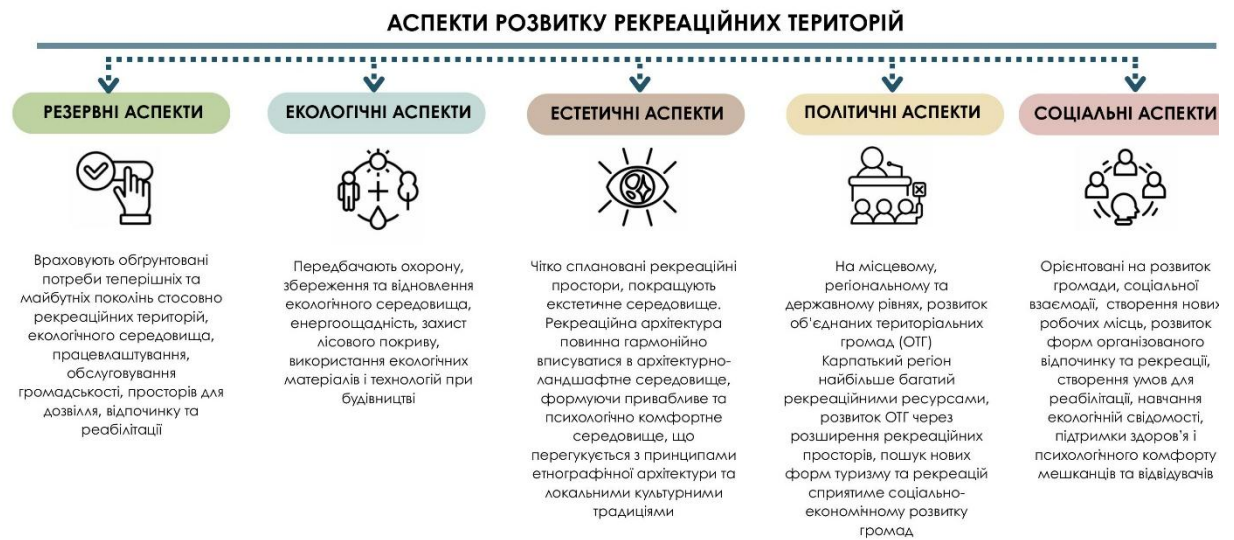 АСПЕКТИ РОЗВИТКУ РЕКРЕАЦІЙНИХ ТЕРИТОРІЙ
РЕЗЕРВНІ АСПЕКТИ
Враховують обґрунтовані
потреби теперішніх та
майбутніх поколінь стосовно
рекреаційних територій,
екологічного середовища,
працевлаштування,
обслуговування
громадськості, просторів для
дозвілля, відпочинку та
реабілітації
ЕКОЛОГІЧНІ АСПЕКТИ
Передбачають охорону,
збереження та відновлення
екологічного середовища,
енергоощадність, захист
лісового покриву,
використання екологічних
матеріалів і технологій при
будівництві
ЕСТЕТИЧНІ АСПЕКТИ
Чітко сплановані рекреаційні
простори, покращують
екстетичне середовище.
Рекреаційна архітектура
повинна гармонійно
вписуватися в архітектурно-
ландшафтне середовище,
формуючи привабливе та
психологічно комфортне
середовище, що
перегукується з принципами
етнографічної архітектури та
локальними культурними
традиціями
ПОЛІТИЧНІ АСПЕКТИ
На місцевому,
регіональному та
державному рівнях, розвиток
об'єднаних територіальних
громад (ОТГ)
Карпатький регіон
найбільше багатий
рекреаційними ресурсами,
розвиток ОТГ через
розширення рекреаційних
просторів, пошук нових
форм туризму та рекреацій
сприятиме соціально-
економічному розвитку
громад
СОЦІАЛЬНІ АСПЕКТИ
Орієнтовані на розвиток
громади, соціальної
взаємодії, створення нових
робочих місць, розвиток
форм організованого
відпочинку та рекреації,
створення умов для
реабілітації, навчання
екологічній свідомості,
підтримки здоров'я і
психологічного комфорту
мешканців та відвідувачів